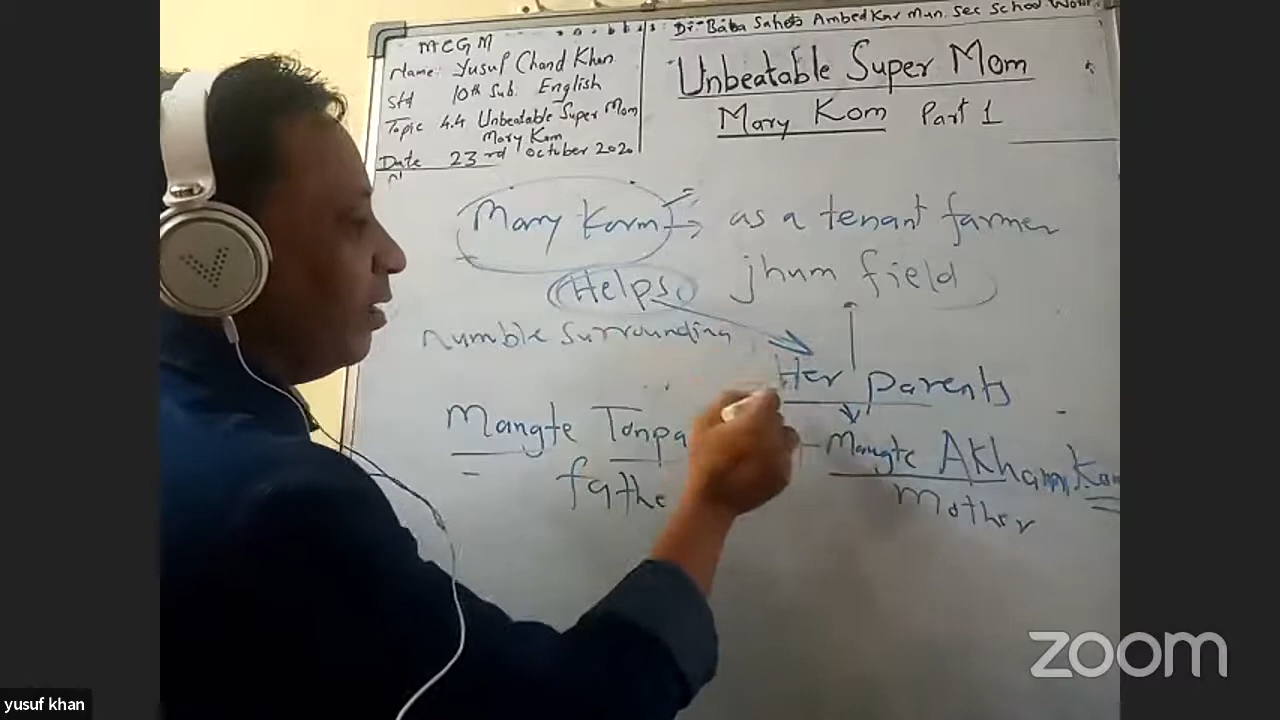 Dr. Baba Saheb Ambedkar Mun. Sec School
MCGM
Name: Yusuf Chand Khan
Std 10th Sub. English
Topic 4.4 Unbeatable Super Mom
Mary Kom
Date 23rd October 2020
Unbeatable Super Mom
Mary Kom Part 1
Mary Kom → as a tenant farmer
Helps jhum field
numble surrounding
Her parents
Mangte Tonpa
Mangte Akham Kom
fathe
Mother
zoom
yusuf khan